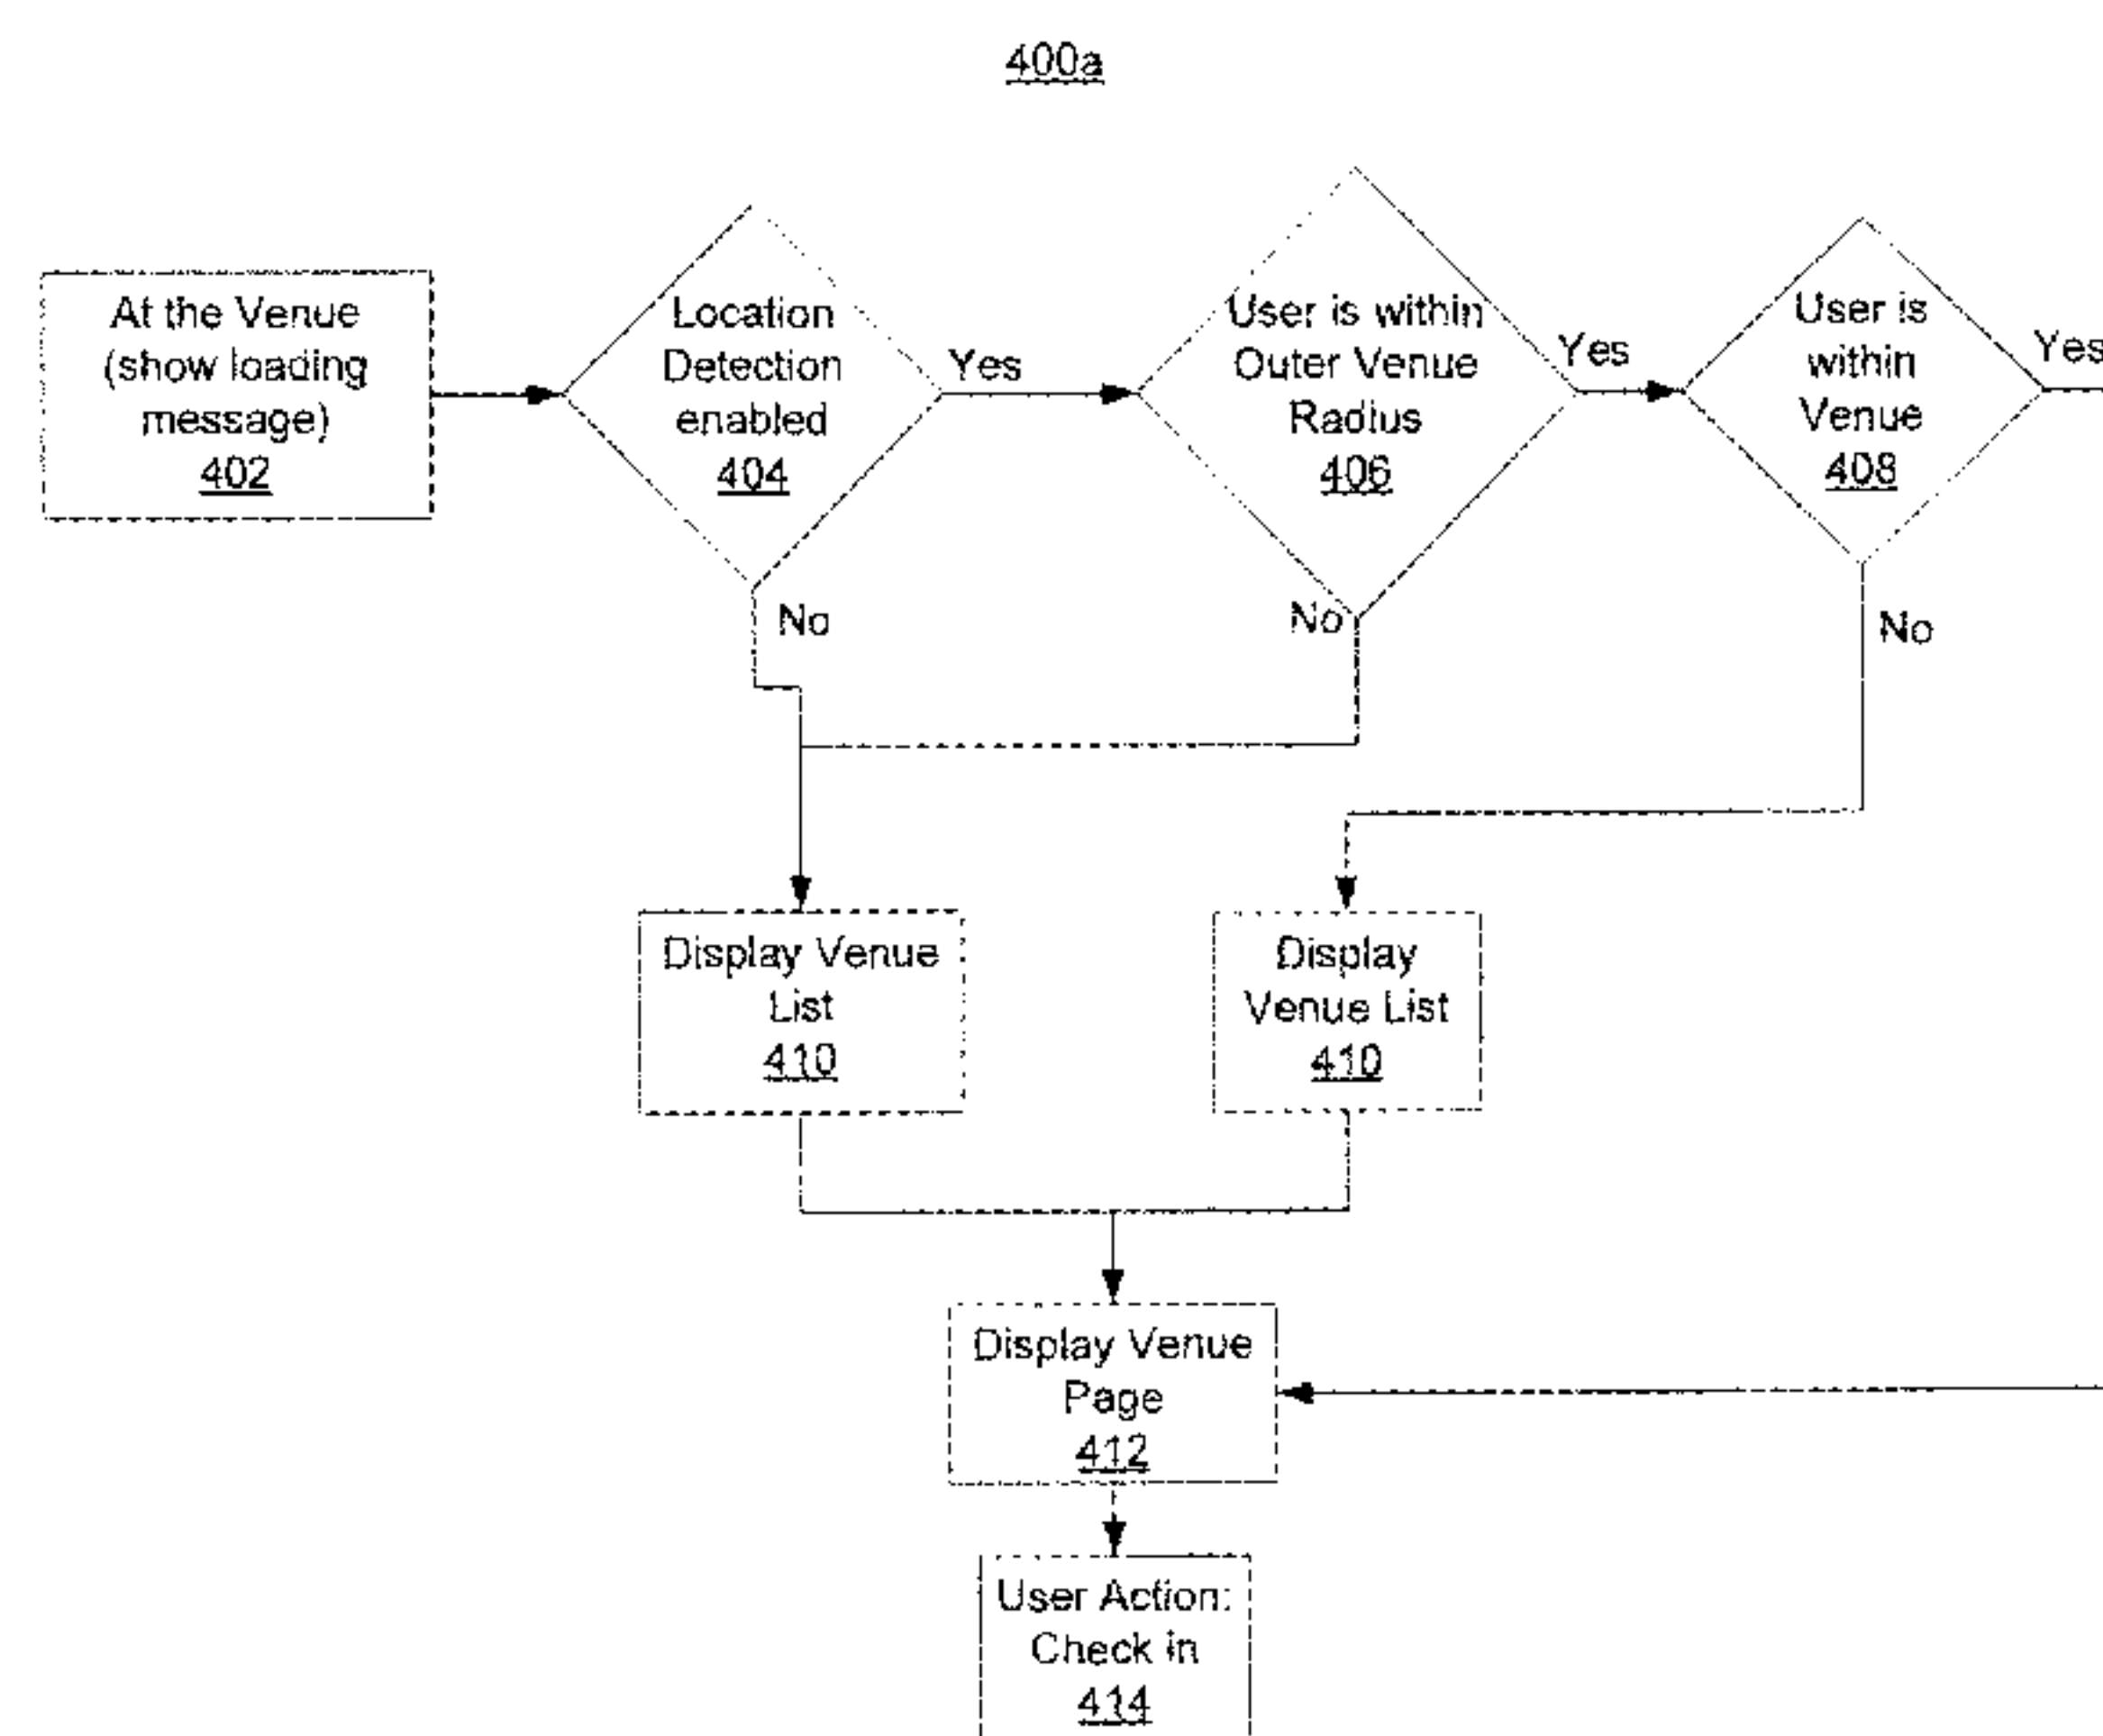 400a
At the Venue
(show loading
message)
402
Location
Detection
enabled
404
Yes
User is within
Outer Venue
Radius
406
Yes
User is
within
Venue
408
Yes
No
No
No
Display Venue
List
410
Display
Venue List
410
Display Venue
Page
412
User Action:
Check in
414